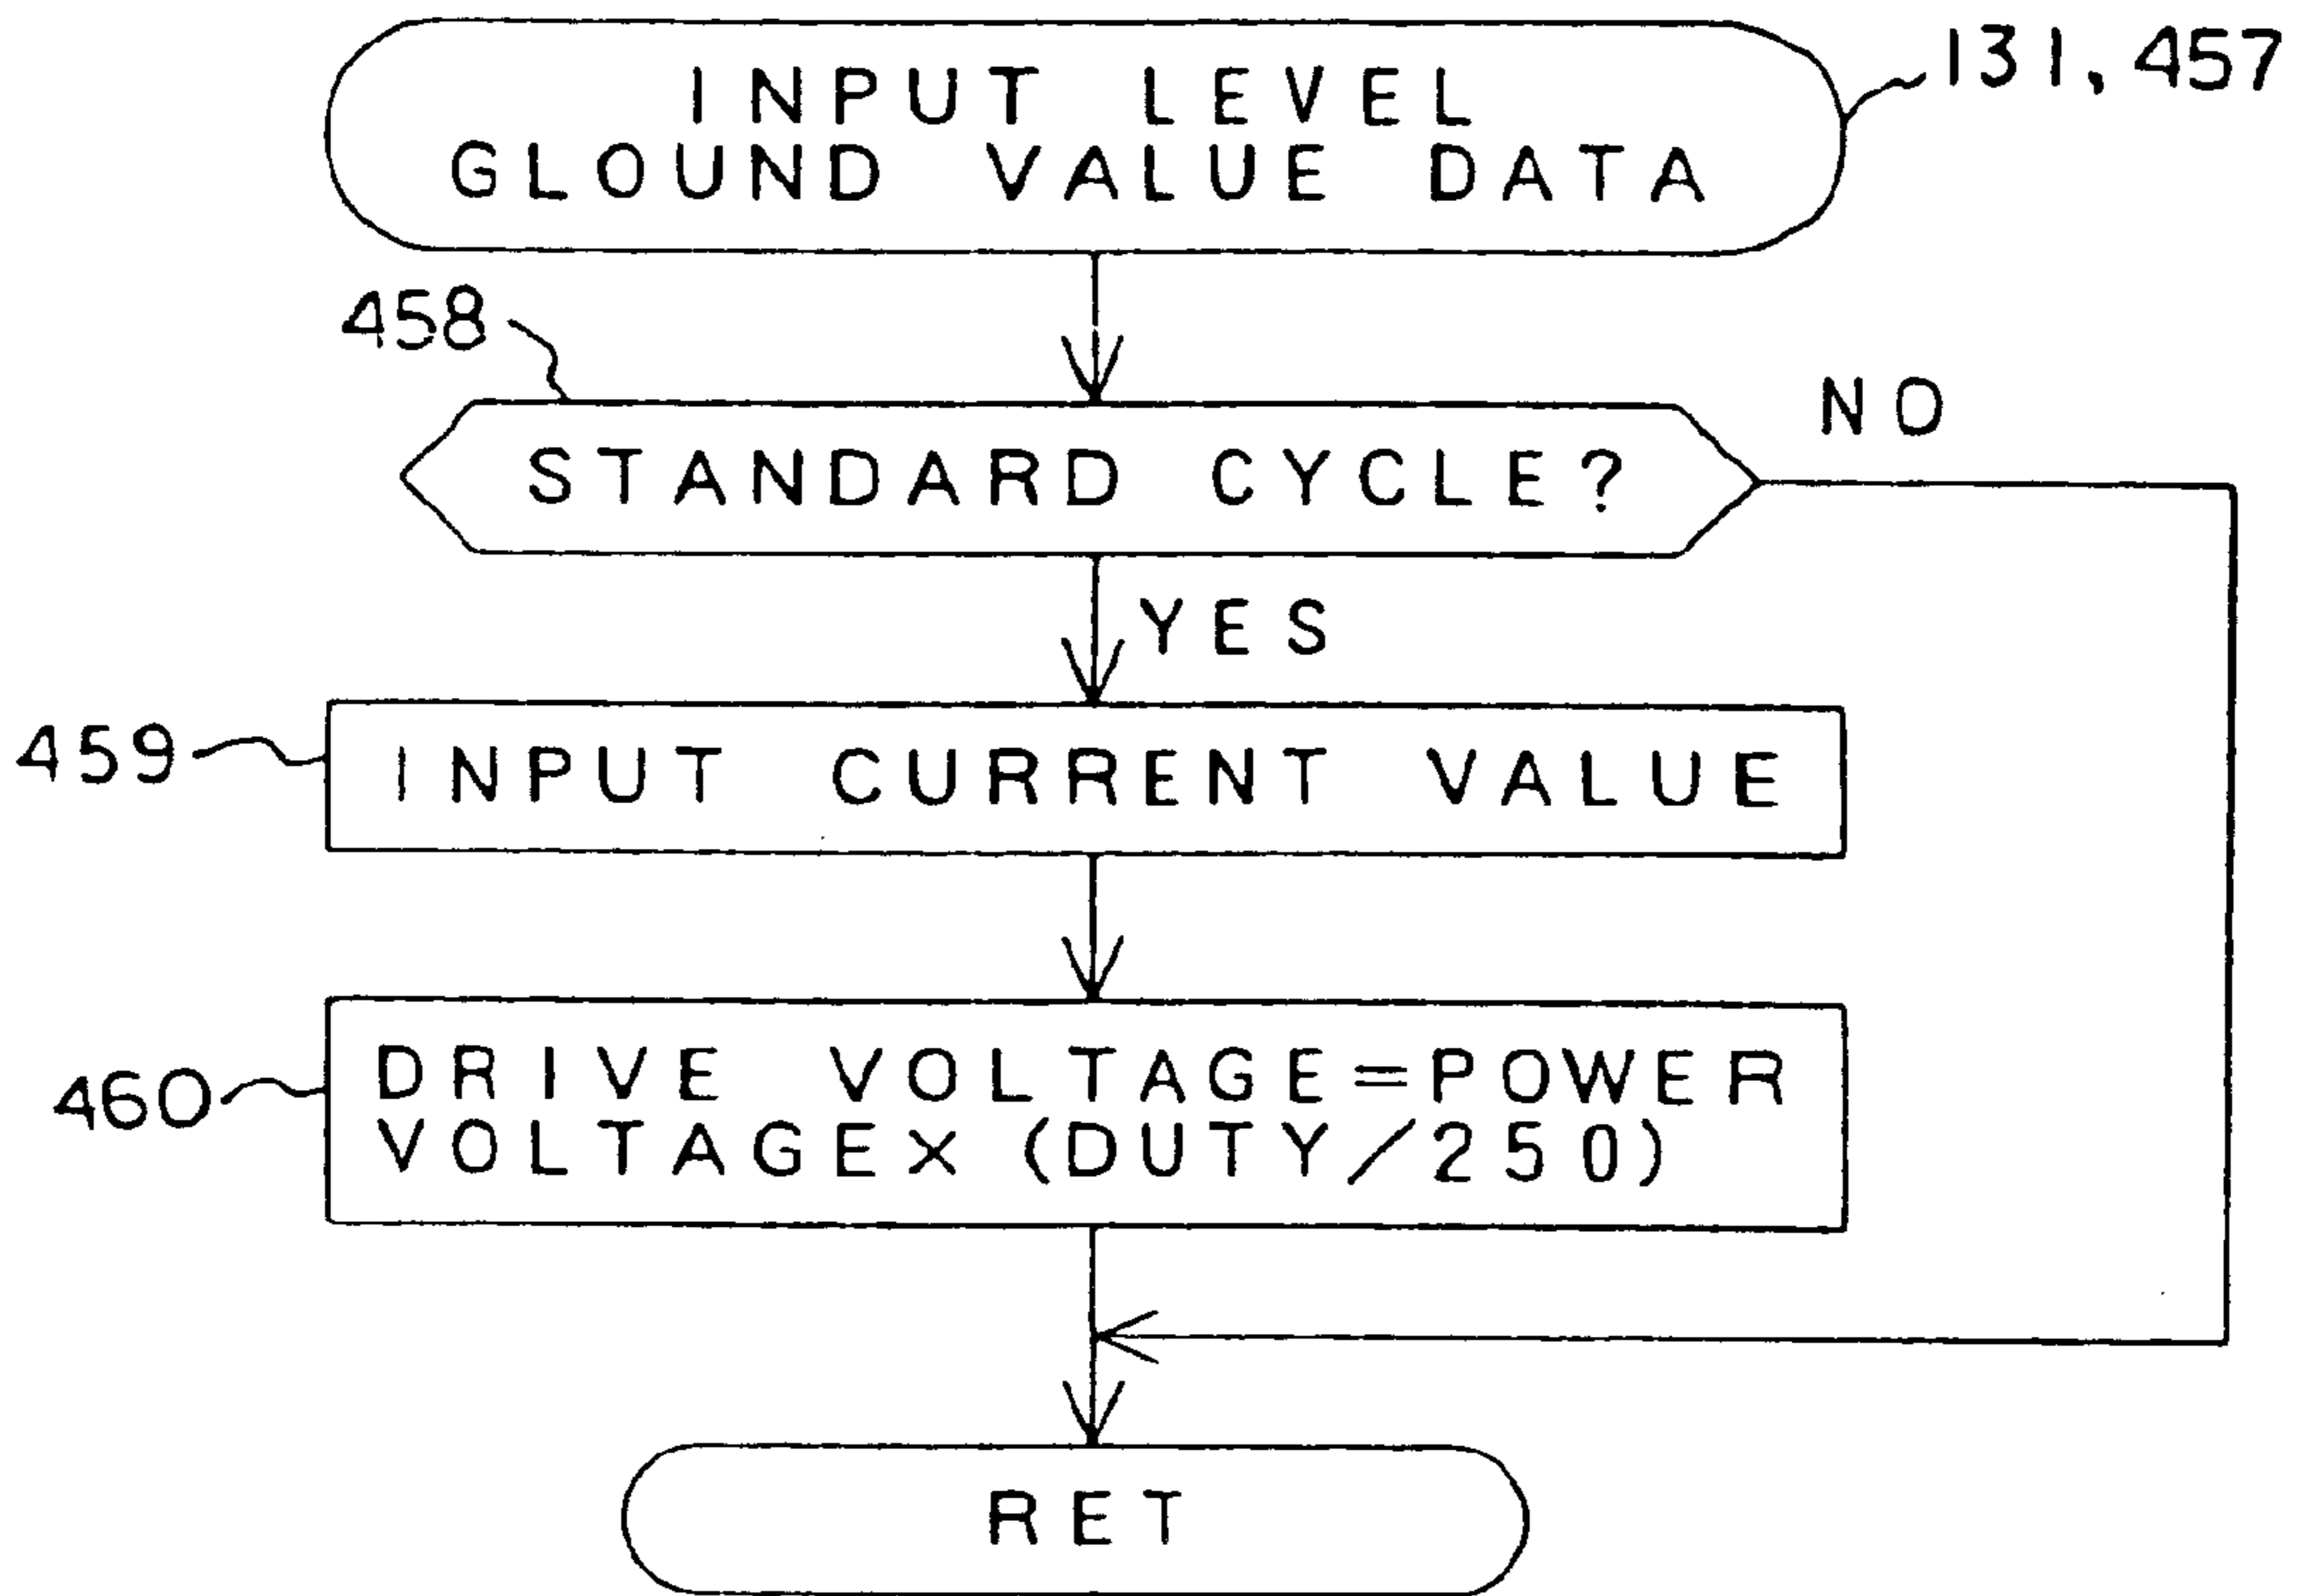 INPUT LEVEL
GLOUND VALUE DATA
131, 457
458
STANDARD CYCLE?
NO
YES
459
INPUT CURRENT VALUE
460
DRIVE VOLTAGE=POWER
VOLTAGE× (DUTY/250)
RET